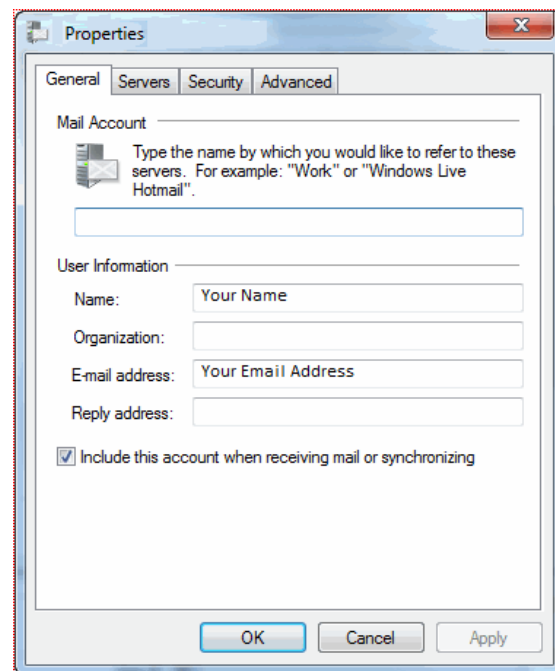 Properties
General Servers Security Advanced
Mail Account
Type the name by which you would like to refer to these
servers. For example: "Work" or "Windows Live
Hotmail".
User Information
Name: Your Name
Organization:
E-mail address: Your Email Address
Reply address:
Include this account when receiving mail or synchronizing
OK Cancel Apply